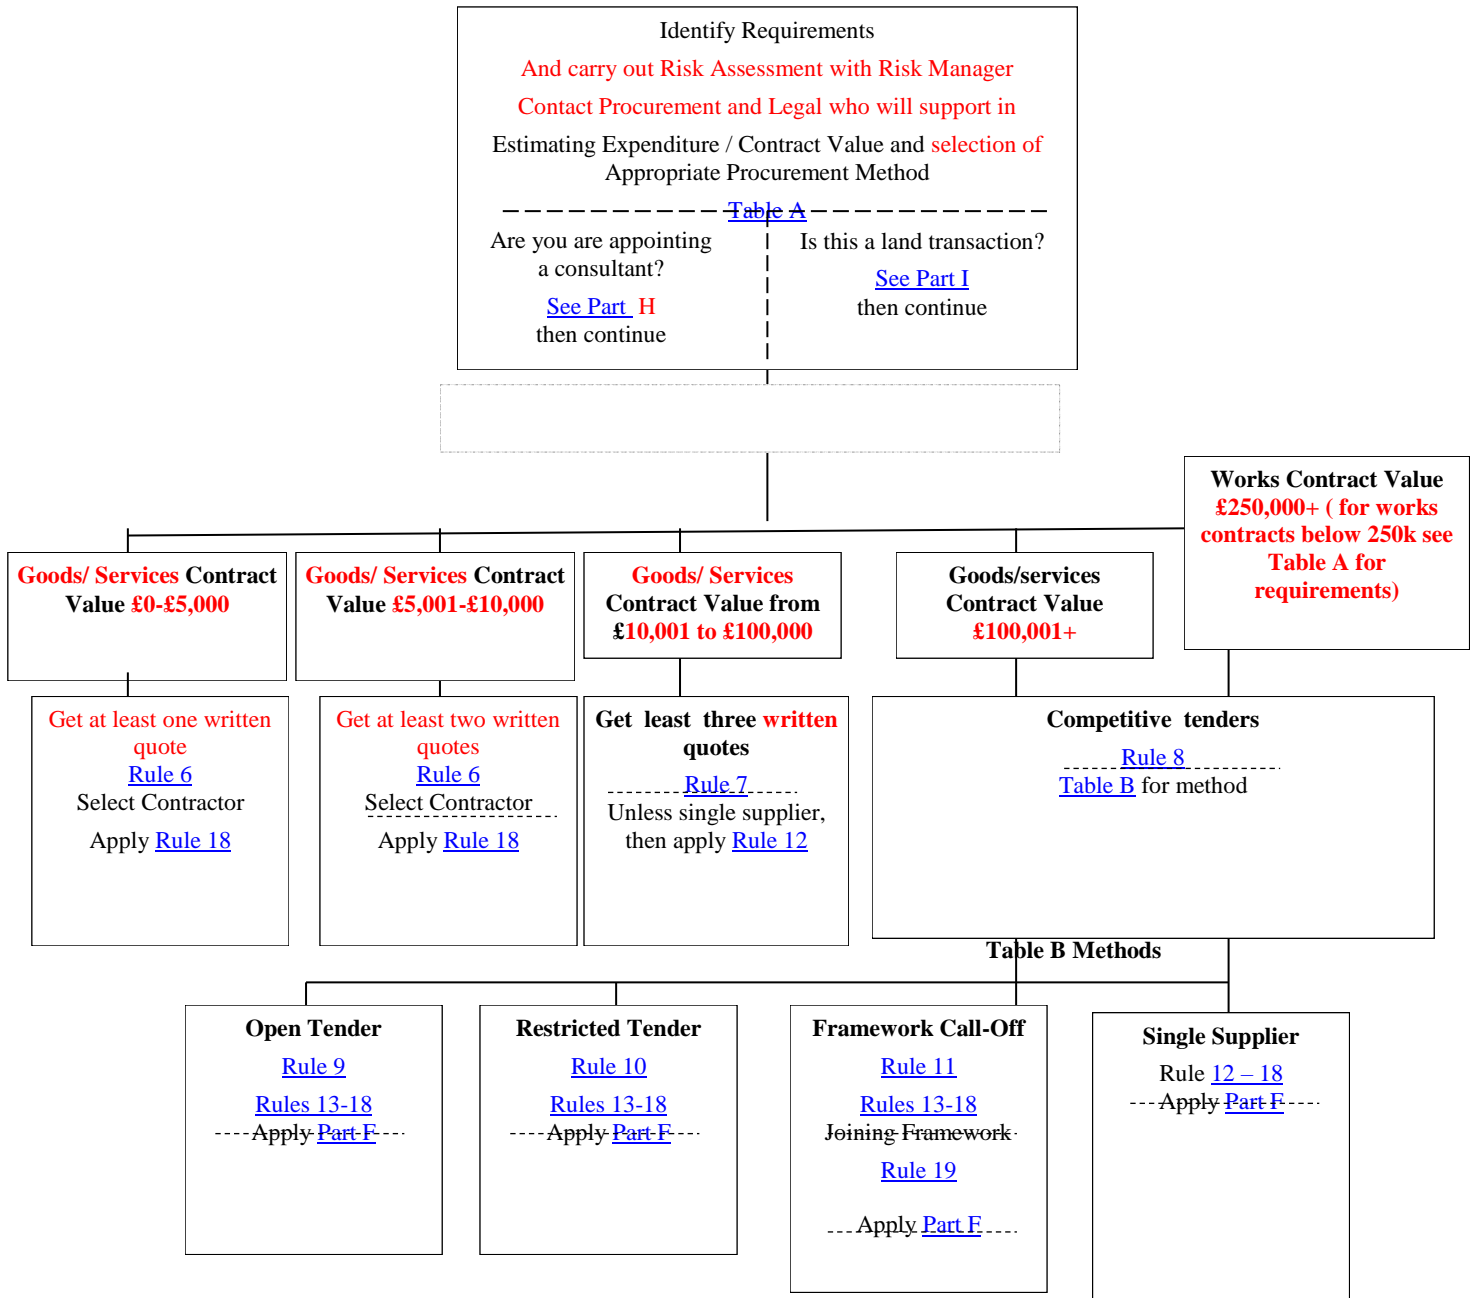 Identify Requirements
And carry out Risk Assessment with Risk Manager
Contact Procurement and Legal who will support in
Estimating Expenditure / Contract Value and selection of
Appropriate Procurement Method
Table A
Are you are appointing
a consultant?
See Part H
then continue
Is this a land transaction?
See Part I
then continue
Works Contract Value
£250,000+ ( for works
contracts below 250k see
Table A for
requirements)
Goods/ Services Contract
Value £0-£5,000
Goods/ Services Contract
Value £5,001-£10,000
Goods/ Services
Contract Value from
£10,001 to £100,000
Goods/services
Contract Value
£100,001+
Get at least one written
quote
Rule 6
Select Contractor
Apply Rule 18
Get at least two written
quotes
Rule 6
Select Contractor
Apply Rule 18
Get least three written
quotes
Rule 7
Unless single supplier,
then apply Rule 12
Competitive tenders
Rule 8
Table B for method
Table B Methods
Open Tender
Rule 9
Rules 13-18
Apply Part F
Restricted Tender
Rule 10
Rules 13-18
Apply Part F
Framework Call-Off
Rule 11
Rules 13-18
Joining Framework
Rule 19
Apply Part F
Single Supplier
Rule 12 – 18
Apply Part F